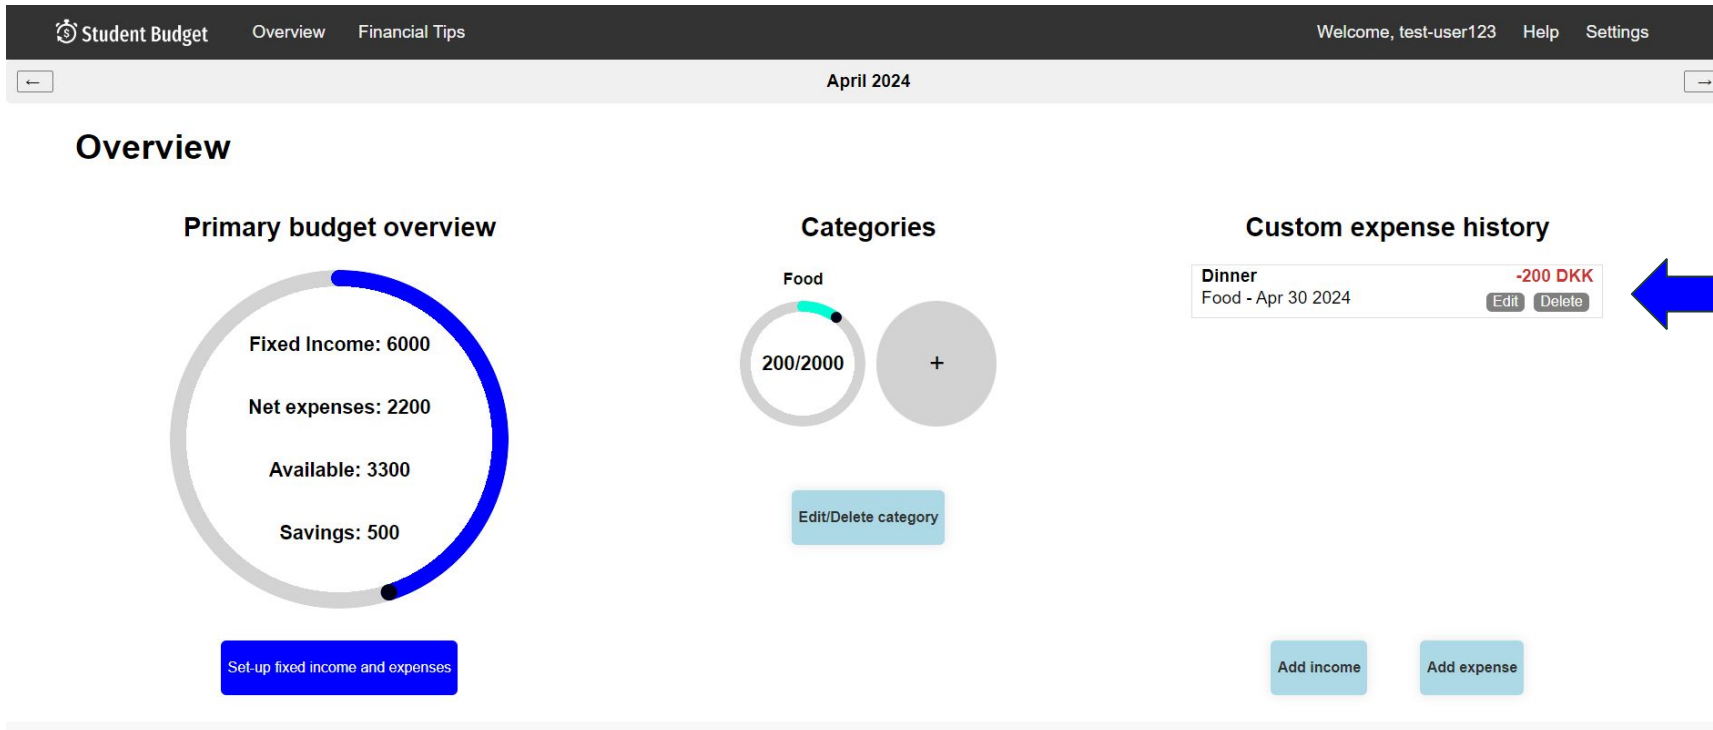 Student Budget Overview Financial Tips Welcome, test-user123 Help Settings
← April 2024 →
Overview
Primary budget overview
Fixed Income: 6000
Net expenses: 2200
Available: 3300
Savings: 500
Set-up fixed income and expenses
Categories
Food
200/2000
+
Edit/Delete category
Custom expense history
Dinner -200 DKK
Food - Apr 30 2024 Edit Delete
Add income Add expense